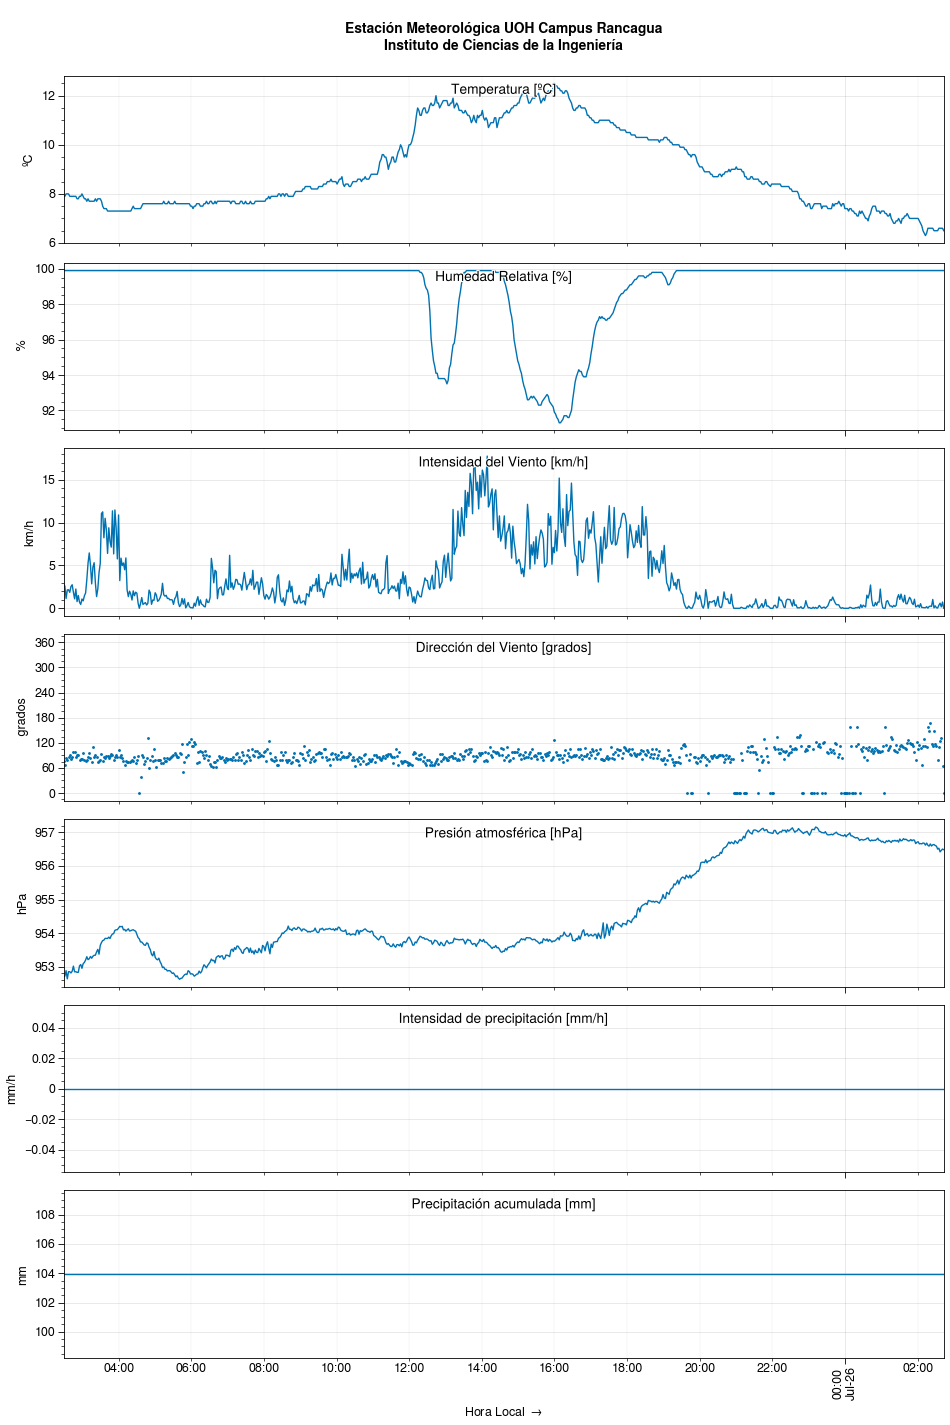 Estación Meteorológica UOH Campus Rancagua
Instituto de Ciencias de la Ingeniería
Temperatura [ºC]
ºC
12
10
8
6
Humedad Relativa [%]
%
100
98
96
94
92
Intensidad del Viento [km/h]
km/h
15
10
5
0
Dirección del Viento [grados]
grados
360
300
240
180
120
60
0
Presión atmosférica [hPa]
hPa
957
956
955
954
953
Intensidad de precipitación [mm/h]
mm/h
0.04
0.02
0
−0.02
−0.04
Precipitación acumulada [mm]
mm
108
106
104
102
100
04:00 06:00 08:00 10:00 12:00 14:00 16:00 18:00 20:00 22:00 00:00 02:00
Jul-26
Hora Local →